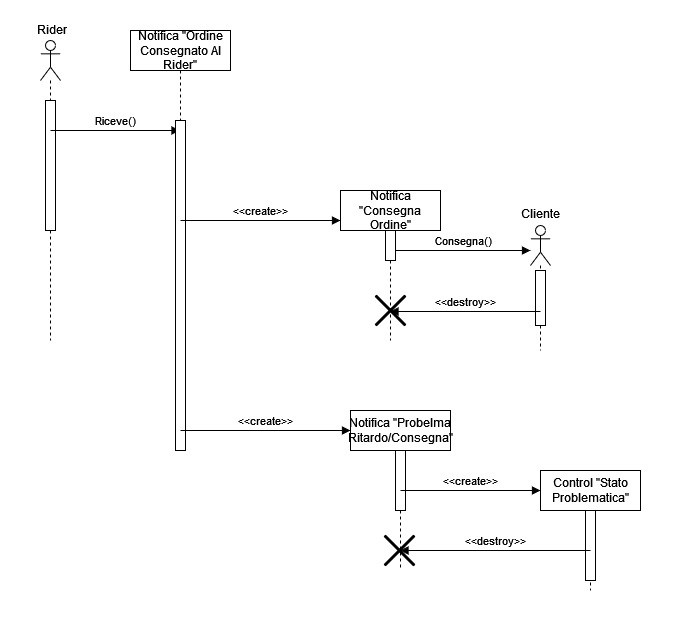 Rider
Notifica "Ordine
Consegnato Al
Rider"
Riceve()
<<create>>
Notifica
"Consegna
Ordine"
Cliente
Consegna()
<<destroy>>
<<create>>
Notifica "Probelma
Ritardo/Consegna"
<<create>>
Control "Stato
Problematica"
<<destroy>>